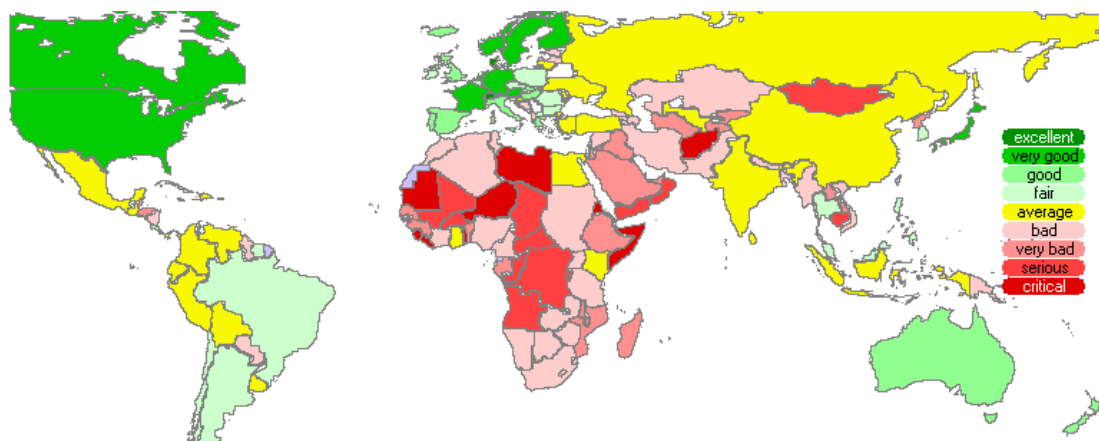 excellent
very good
good
fair
average
bad
very bad
serious
critical